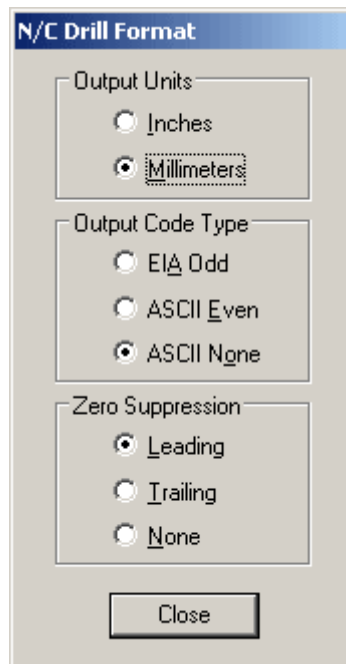 N/C Drill Format
Output Units
Inches
Millimeters
Output Code Type
EIA Odd
ASCII Even
ASCII None
Zero Suppression
Leading
Trailing
None
Close